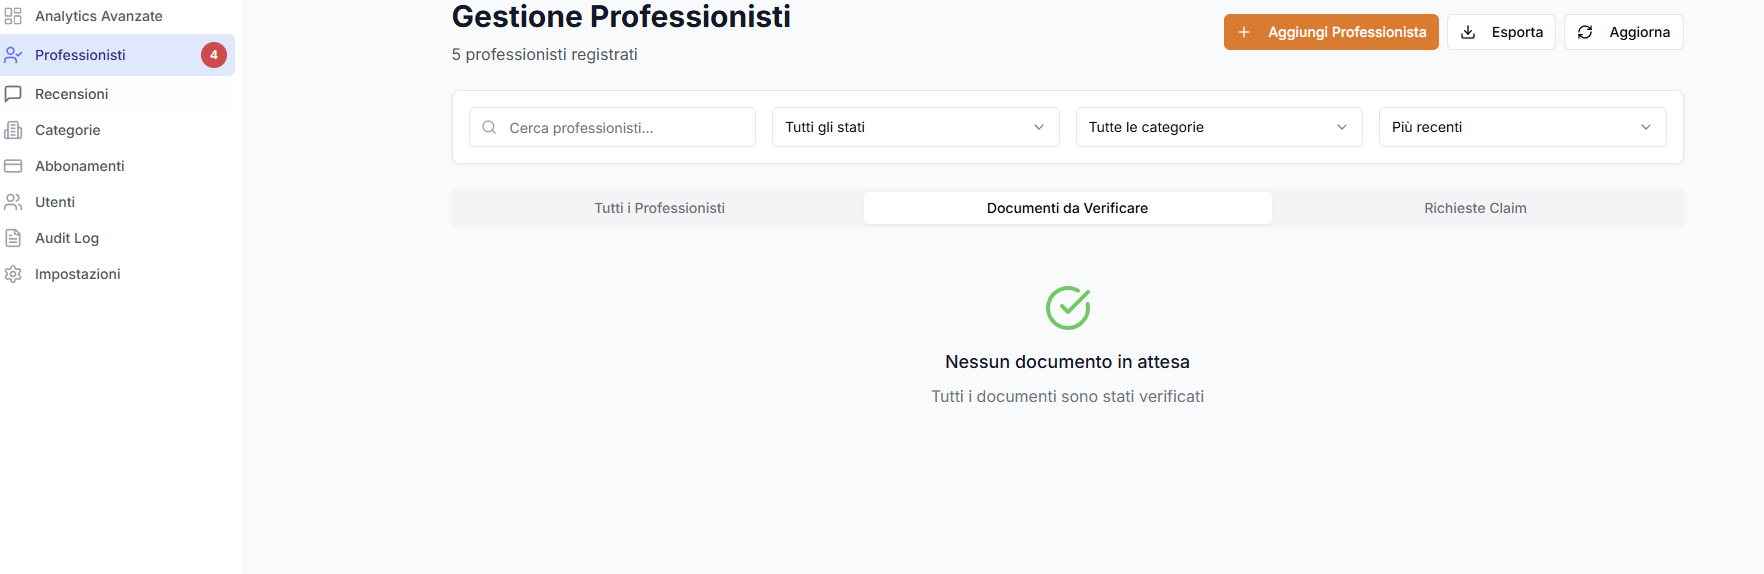 Analytics Avanzate
Professionisti 4
Recensioni
Categorie
Abbonamenti
Utenti
Audit Log
Impostazioni
Gestione Professionisti
5 professionisti registrati
Aggiungi Professionista
Esporta
Aggiorna
Cerca professionisti...
Tutti gli stati
Tutte le categorie
Più recenti
Tutti i Professionisti
Documenti da Verificare
Richieste Claim
Nessun documento in attesa
Tutti i documenti sono stati verificati